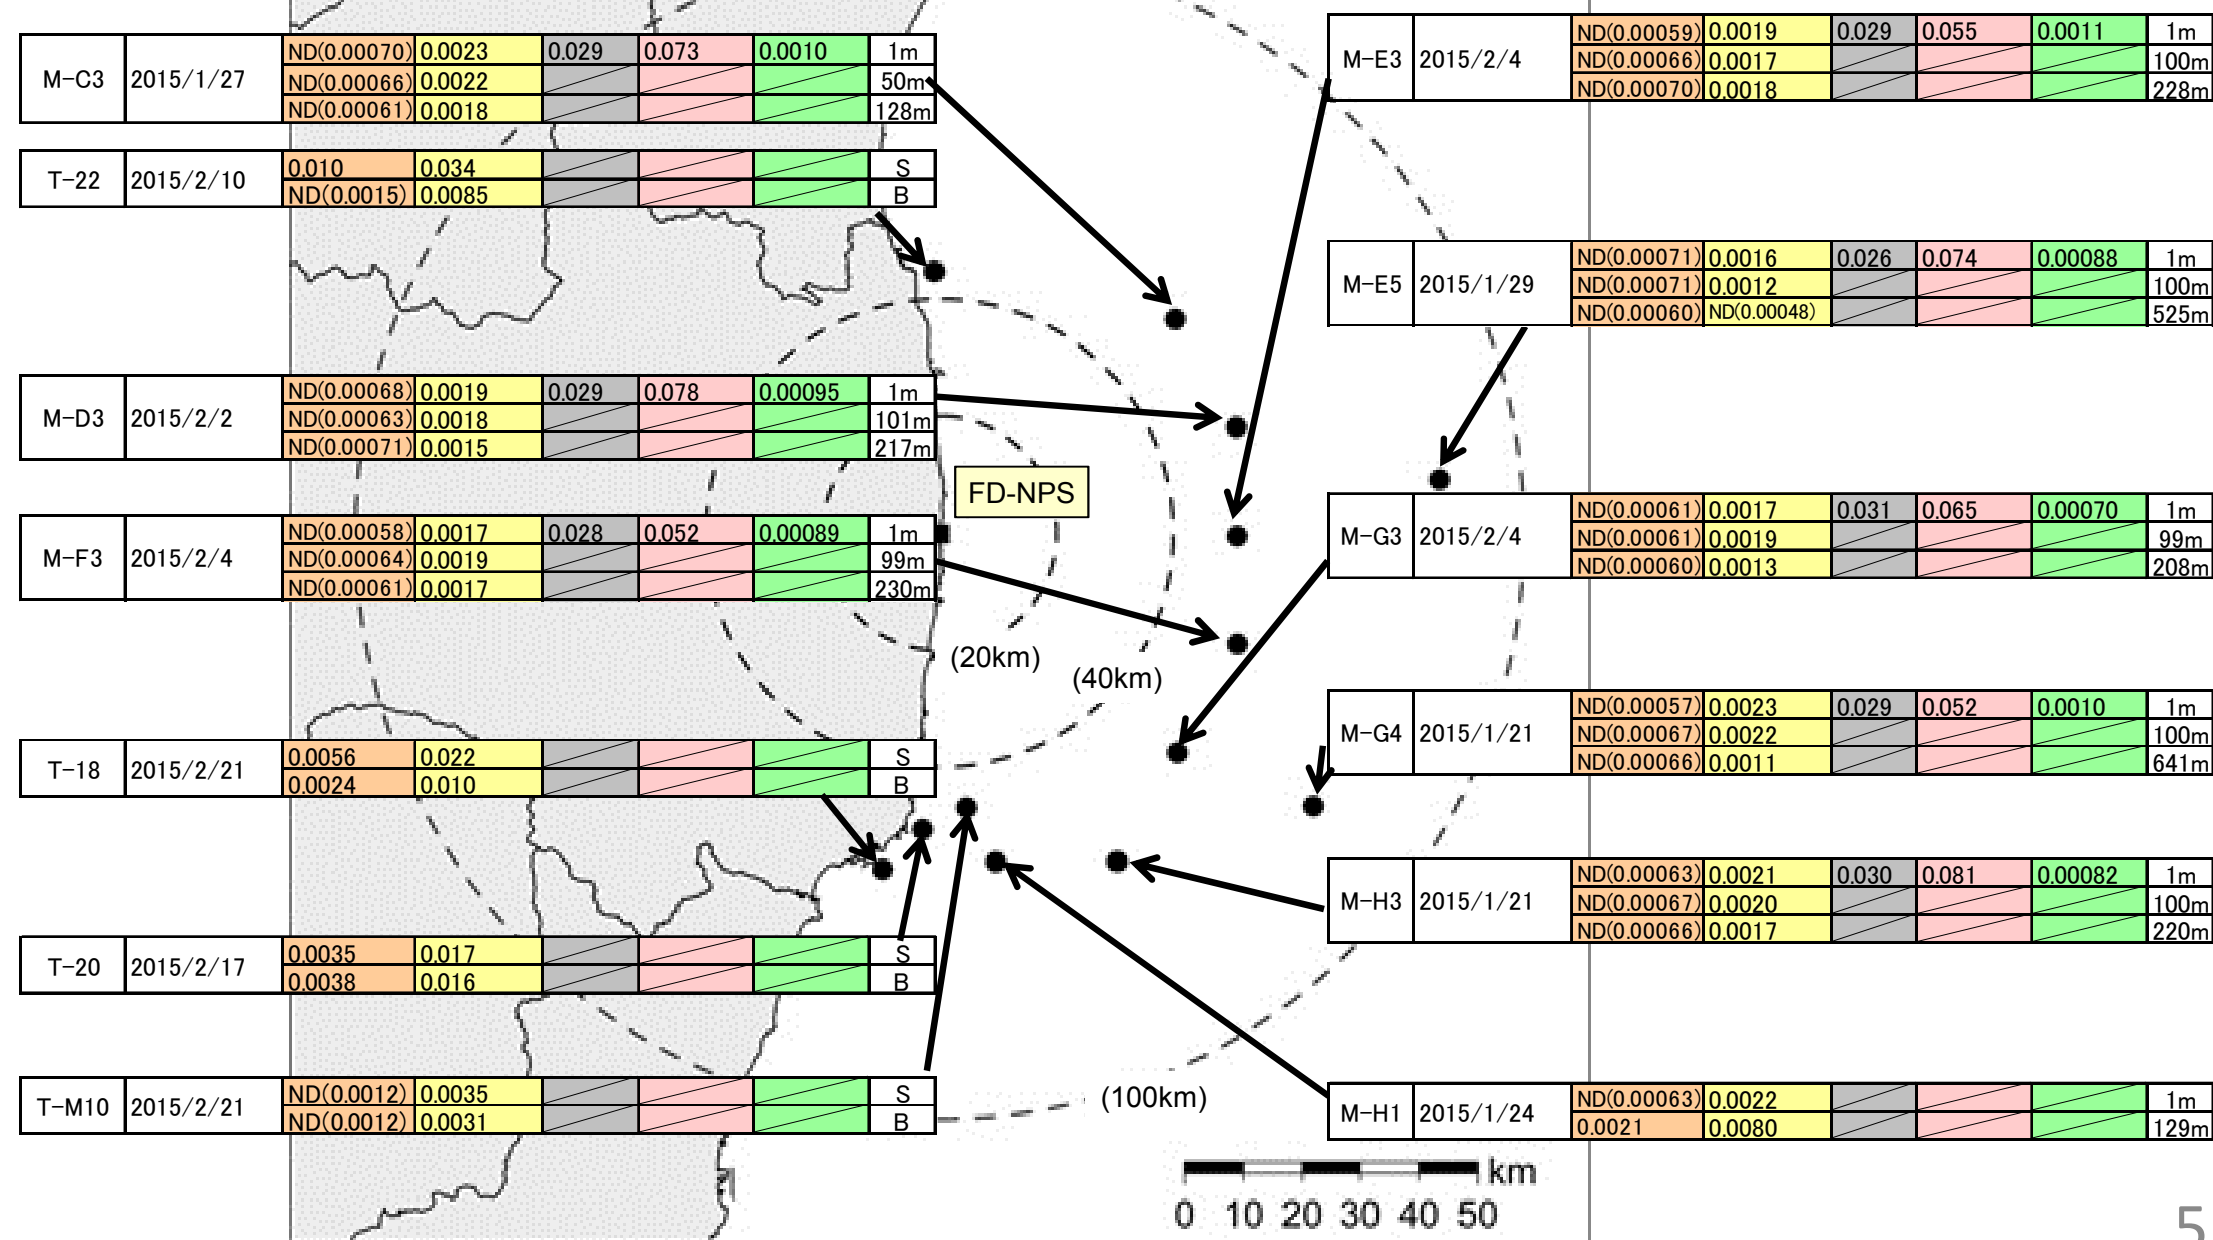 M-C3 2015/1/27 ND(0.00070) 0.0023 0.029 0.073 0.0010 1m
ND(0.00066) 0.0022 50m
ND(0.00061) 0.0018 128m
T-22 2015/2/10 0.010 0.034 S
ND(0.0015) 0.0085 B
M-D3 2015/2/2 ND(0.00068) 0.0019 0.029 0.078 0.00095 1m
ND(0.00063) 0.0018 101m
ND(0.00071) 0.0015 217m
M-F3 2015/2/4 ND(0.00058) 0.0017 0.028 0.052 0.00089 1m
ND(0.00064) 0.0019 99m
ND(0.00061) 0.0017 230m
T-18 2015/2/21 0.0056 0.022 S
0.0024 0.010 B
T-20 2015/2/17 0.0035 0.017 S
0.0038 0.016 B
T-M10 2015/2/21 ND(0.0012) 0.0035 S
ND(0.0012) 0.0031 B
FD-NPS
(20km)
(40km)
(100km)
M-E3 2015/2/4 ND(0.00059) 0.0019 0.029 0.055 0.0011 1m
ND(0.00066) 0.0017 100m
ND(0.00070) 0.0018 228m
M-E5 2015/1/29 ND(0.00071) 0.0016 0.026 0.074 0.00088 1m
ND(0.00071) 0.0012 100m
ND(0.00060) ND(0.00048) 525m
M-G3 2015/2/4 ND(0.00061) 0.0017 0.031 0.065 0.00070 1m
ND(0.00061) 0.0019 99m
ND(0.00060) 0.0013 208m
M-G4 2015/1/21 ND(0.00057) 0.0023 0.029 0.052 0.0010 1m
ND(0.00067) 0.0022 100m
ND(0.00066) 0.0011 641m
M-H3 2015/1/21 ND(0.00063) 0.0021 0.030 0.081 0.00082 1m
ND(0.00067) 0.0020 100m
ND(0.00066) 0.0017 220m
M-H1 2015/1/24 ND(0.00063) 0.0022 1m
0.0021 0.0080 129m
km
0 10 20 30 40 50
5